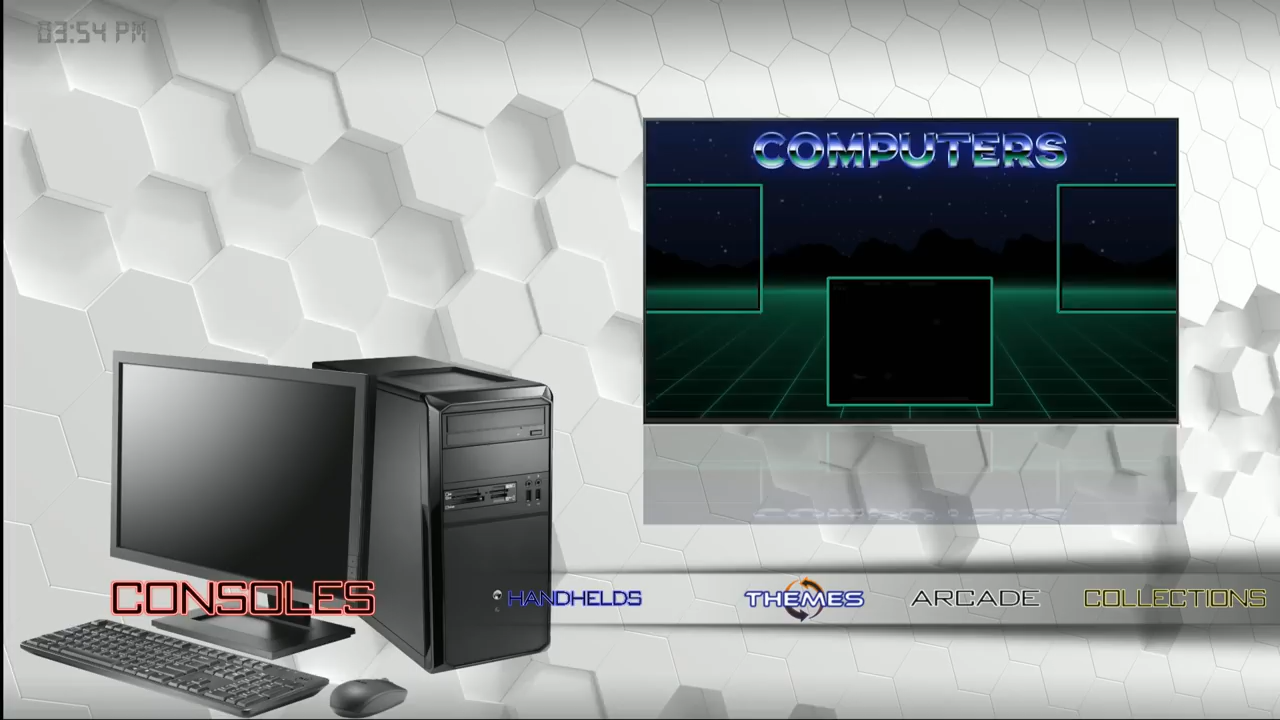 03:54 PM
COMPUTERS
CONSOLES
HANDHELDS
THEMES
ARCADE
COLLECTIONS